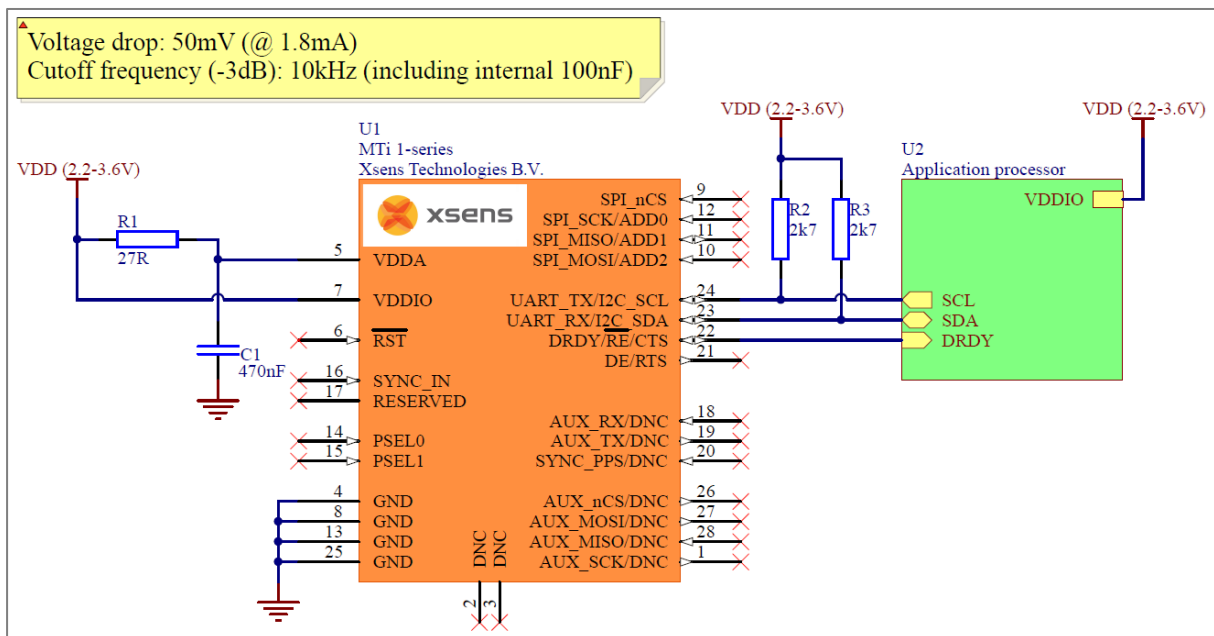 Voltage drop: 50mV (@ 1.8mA)
Cutoff frequency (-3dB): 10kHz (including internal 100nF)
VDD (2.2-3.6V)
R1
27R
C1
470nF
U1
MTi 1-series
Xsens Technologies B.V.
xsens
5 VDDA
7 VDDIO
6 RST
16 SYNC_IN
17 RESERVED
14 PSEL0
15 PSEL1
4 GND
8 GND
13 GND
25 GND
2 DNC
3 DNC
SPI_nCS 9
SPI_SCK/ADD0 12
SPI_MISO/ADD1 11
SPI_MOSI/ADD2 10
UART_TX/I2C_SCL 24
UART_RX/I2C_SDA 23
DRDY/RE/CTS 22
DE/RTS 21
AUX_RX/DNC 18
AUX_TX/DNC 19
SYNC_PPS/DNC 20
AUX_nCS/DNC 26
AUX_MOSI/DNC 27
AUX_MISO/DNC 28
AUX_SCK/DNC 1
VDD (2.2-3.6V)
R2
2k7
R3
2k7
VDD (2.2-3.6V)
U2
Application processor
VDDIO
SCL
SDA
DRDY